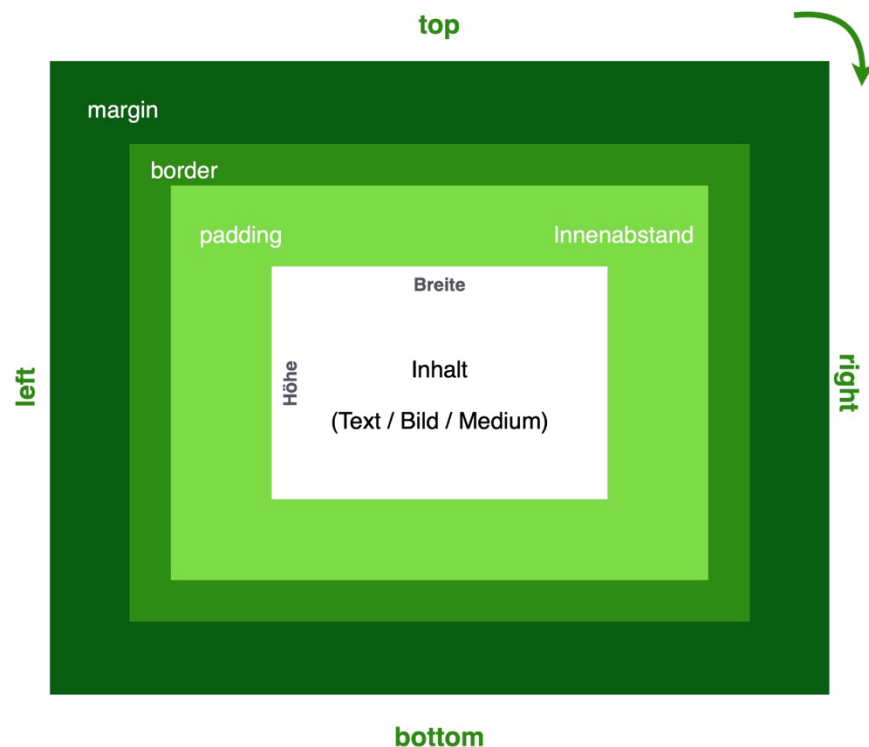 top
margin
border
padding
Innenabstand
Breite
left
Höhe
Inhalt
(Text / Bild / Medium)
right
bottom